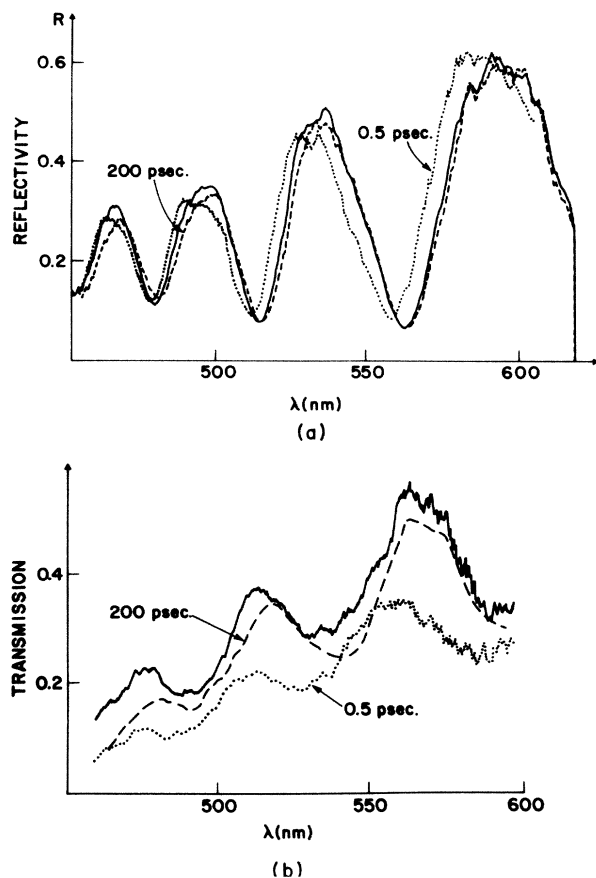 R
0.6
0.4
0.2
REFLECTIVITY
200 psec.
0.5 psec.
500
550
600
λ(nm)
(a)
0.4
0.2
TRANSMISSION
200 psec.
0.5 psec.
500
550
600
λ(nm)
(b)